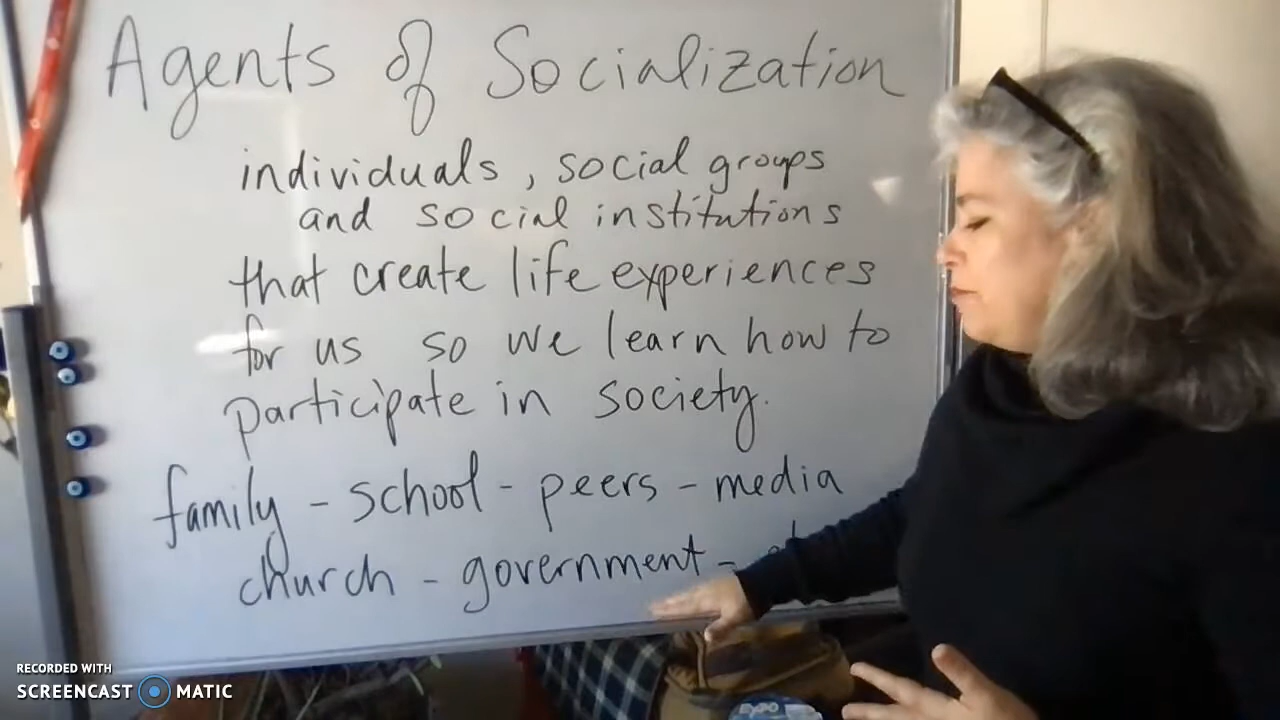 Agents of Socialization
individuals, social groups
and social institutions
that create life experiences
for us so we learn how to
participate in society.
family - school - peers - media
church - government -
RECORDED WITH
SCREENCAST MATIC
EXPO